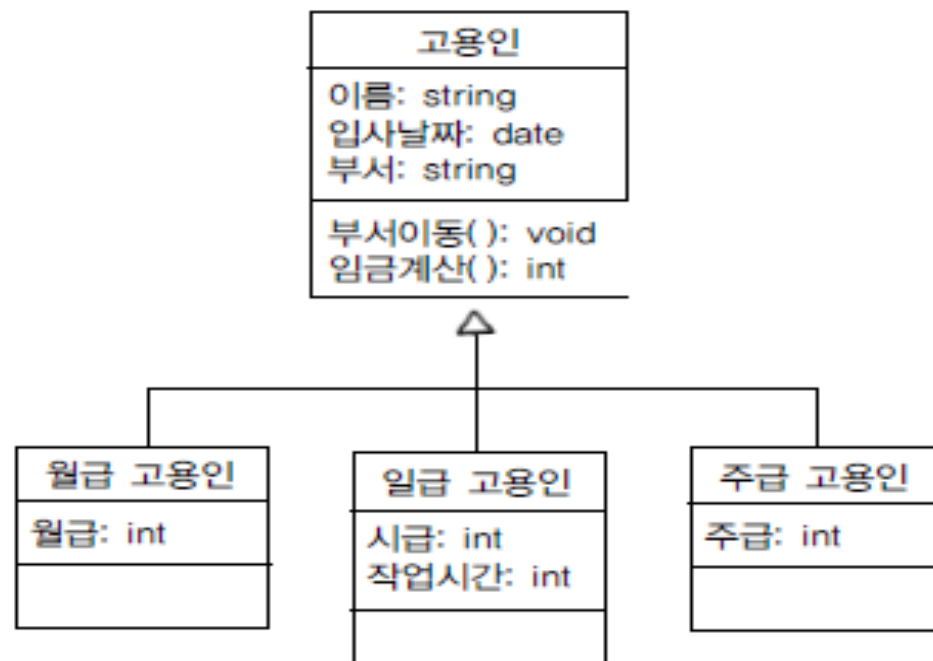 고용인
이름: string
입사날짜: date
부서: string
부서이동( ): void
임금계산( ): int
월급 고용인
월급: int
일급 고용인
시급: int
작업시간: int
주급 고용인
주급: int